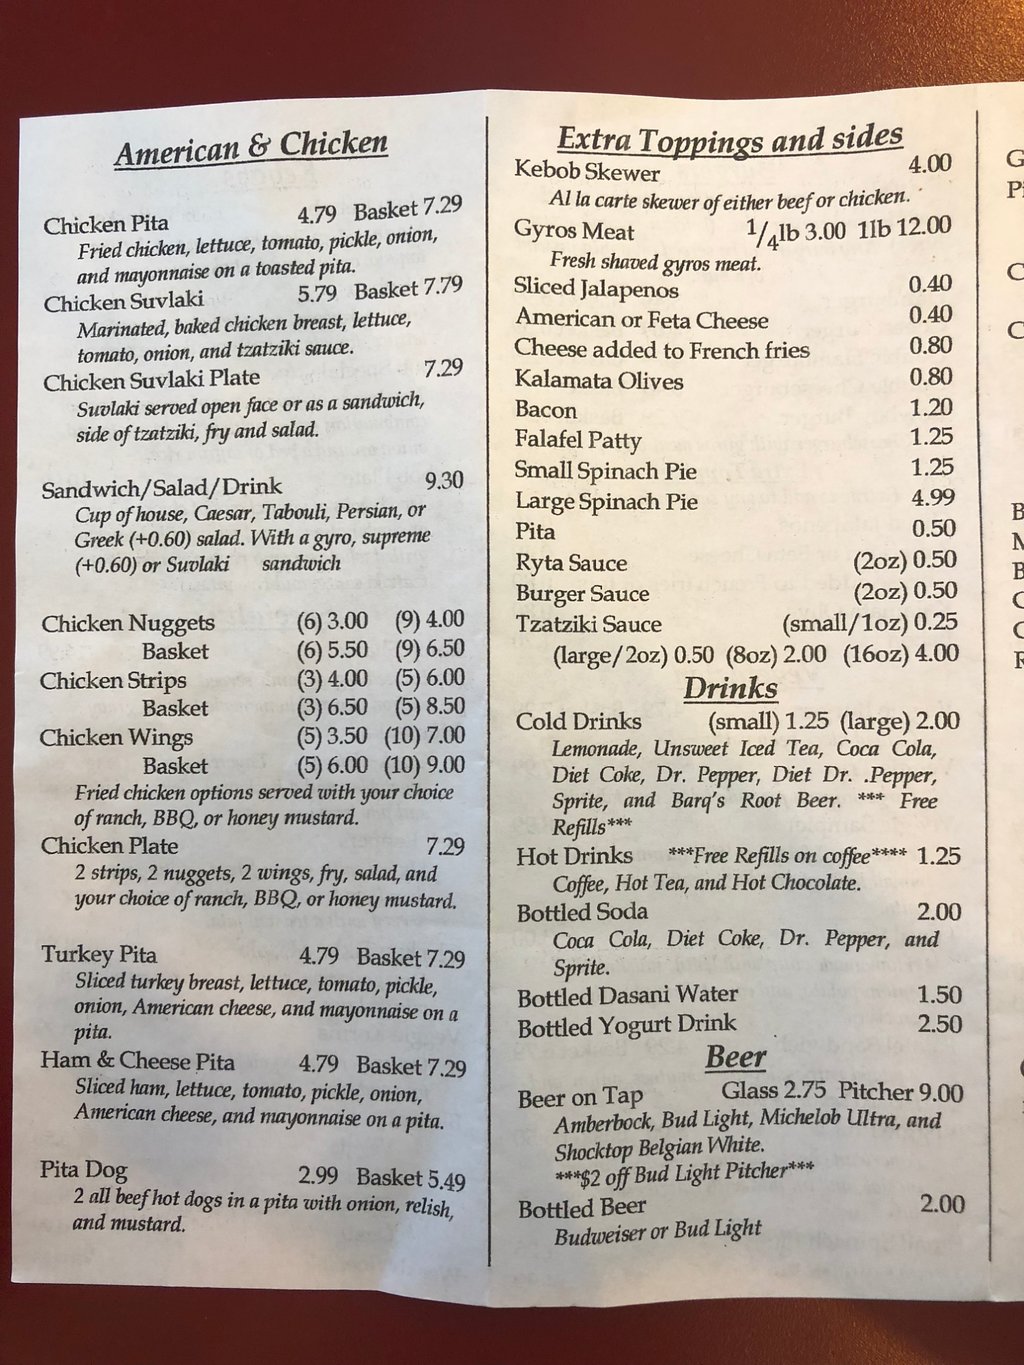 American & Chicken
Chicken Pita 4.79 Basket 7.29
Fried chicken, lettuce, tomato, pickle, onion,
and mayonnaise on a toasted pita.
Chicken Suvlaki 5.79 Basket 7.79
Marinated, baked chicken breast, lettuce,
tomato, onion, and tzatziki sauce.
Chicken Suvlaki Plate 7.29
Suvlaki served open face or as a sandwich,
side of tzatziki, fry and salad.
Sandwich/Salad/Drink 9.30
Cup of house, Caesar, Tabouli, Persian, or
Greek (+0.60) salad. With a gyro, supreme
(+0.60) or Suvlaki sandwich
Chicken Nuggets (6) 3.00 (9) 4.00
Basket (6) 5.50 (9) 6.50
Chicken Strips (3) 4.00 (5) 6.00
Basket (3) 6.50 (5) 8.50
Chicken Wings (5) 3.50 (10) 7.00
Basket (5) 6.00 (10) 9.00
Fried chicken options served with your choice
of ranch, BBQ, or honey mustard.
Chicken Plate 7.29
2 strips, 2 nuggets, 2 wings, fry, salad, and
your choice of ranch, BBQ, or honey mustard.
Turkey Pita 4.79 Basket 7.29
Sliced turkey breast, lettuce, tomato, pickle,
onion, American cheese, and mayonnaise on a
pita.
Ham & Cheese Pita 4.79 Basket 7.29
Sliced ham, lettuce, tomato, pickle, onion,
American cheese, and mayonnaise on a pita.
Pita Dog 2.99 Basket 5.49
2 all beef hot dogs in a pita with onion, relish,
and mustard.
Extra Toppings and sides
Kebob Skewer 4.00
Al la carte skewer of either beef or chicken.
Gyros Meat 1/4lb 3.00 1lb 12.00
Fresh shaved gyros meat.
Sliced Jalapenos 0.40
American or Feta Cheese 0.40
Cheese added to French fries 0.80
Kalamata Olives 0.80
Bacon 1.20
Falafel Patty 1.25
Small Spinach Pie 1.25
Large Spinach Pie 4.99
Pita 0.50
Ryta Sauce (2oz) 0.50
Burger Sauce (2oz) 0.50
Tzatziki Sauce (small/1oz) 0.25
(large/2oz) 0.50 (8oz) 2.00 (16oz) 4.00
Drinks
Cold Drinks (small) 1.25 (large) 2.00
Lemonade, Unsweet Iced Tea, Coca Cola,
Diet Coke, Dr. Pepper, Diet Dr. .Pepper,
Sprite, and Barq's Root Beer. *** Free
Refills***
Hot Drinks ***Free Refills on coffee**** 1.25
Coffee, Hot Tea, and Hot Chocolate.
Bottled Soda 2.00
Coca Cola, Diet Coke, Dr. Pepper, and
Sprite.
Bottled Dasani Water 1.50
Bottled Yogurt Drink 2.50
Beer
Beer on Tap Glass 2.75 Pitcher 9.00
Amberbock, Bud Light, Michelob Ultra, and
Shocktop Belgian White.
***$2 off Bud Light Pitcher***
Bottled Beer 2.00
Budweiser or Bud Light